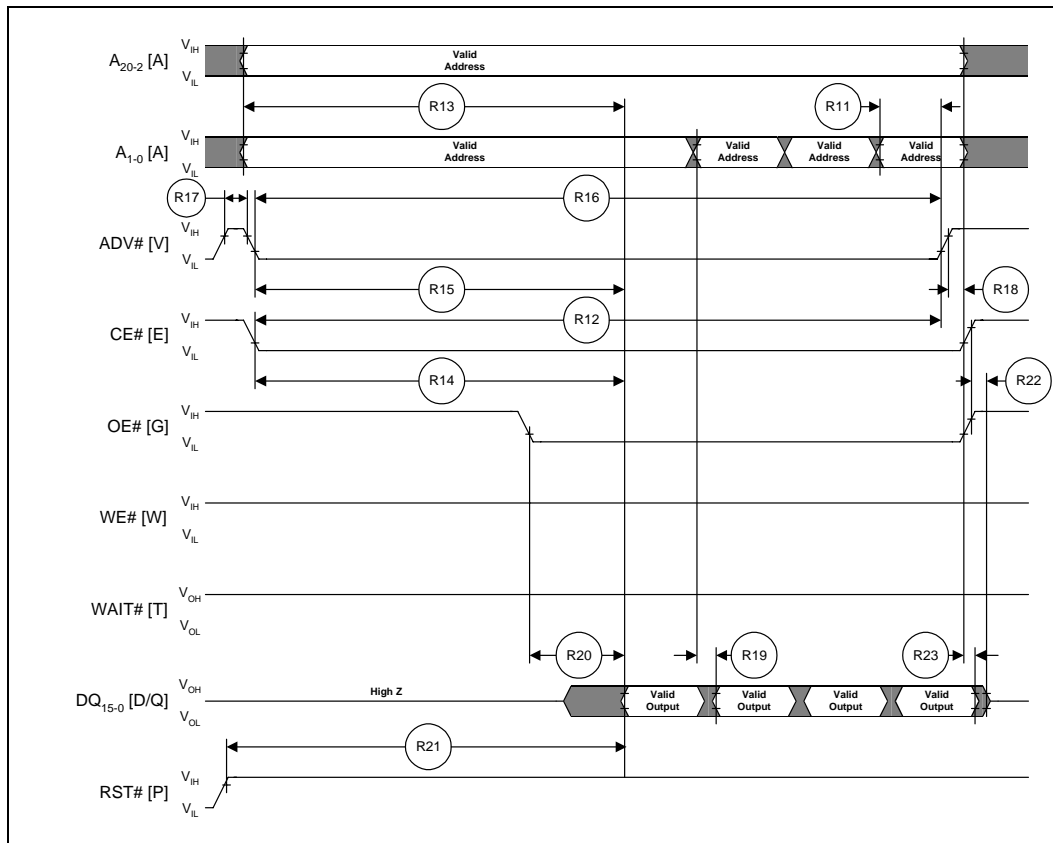 A20-2 [A]
VIH
VIL
Valid
Address
R13
R11
A1-0 [A]
VIH
VIL
Valid
Address
Valid
Address
Valid
Address
Valid
Address
R17
R16
ADV# [V]
VIH
VIL
R15
R18
CE# [E]
VIH
VIL
R12
R14
R22
OE# [G]
VIH
VIL
WE# [W]
VIH
VIL
WAIT# [T]
VOH
VOL
R20
R19
R23
DQ15-0 [D/Q]
VOH
VOL
High Z
Valid
Output
Valid
Output
Valid
Output
Valid
Output
R21
RST# [P]
VIH
VIL